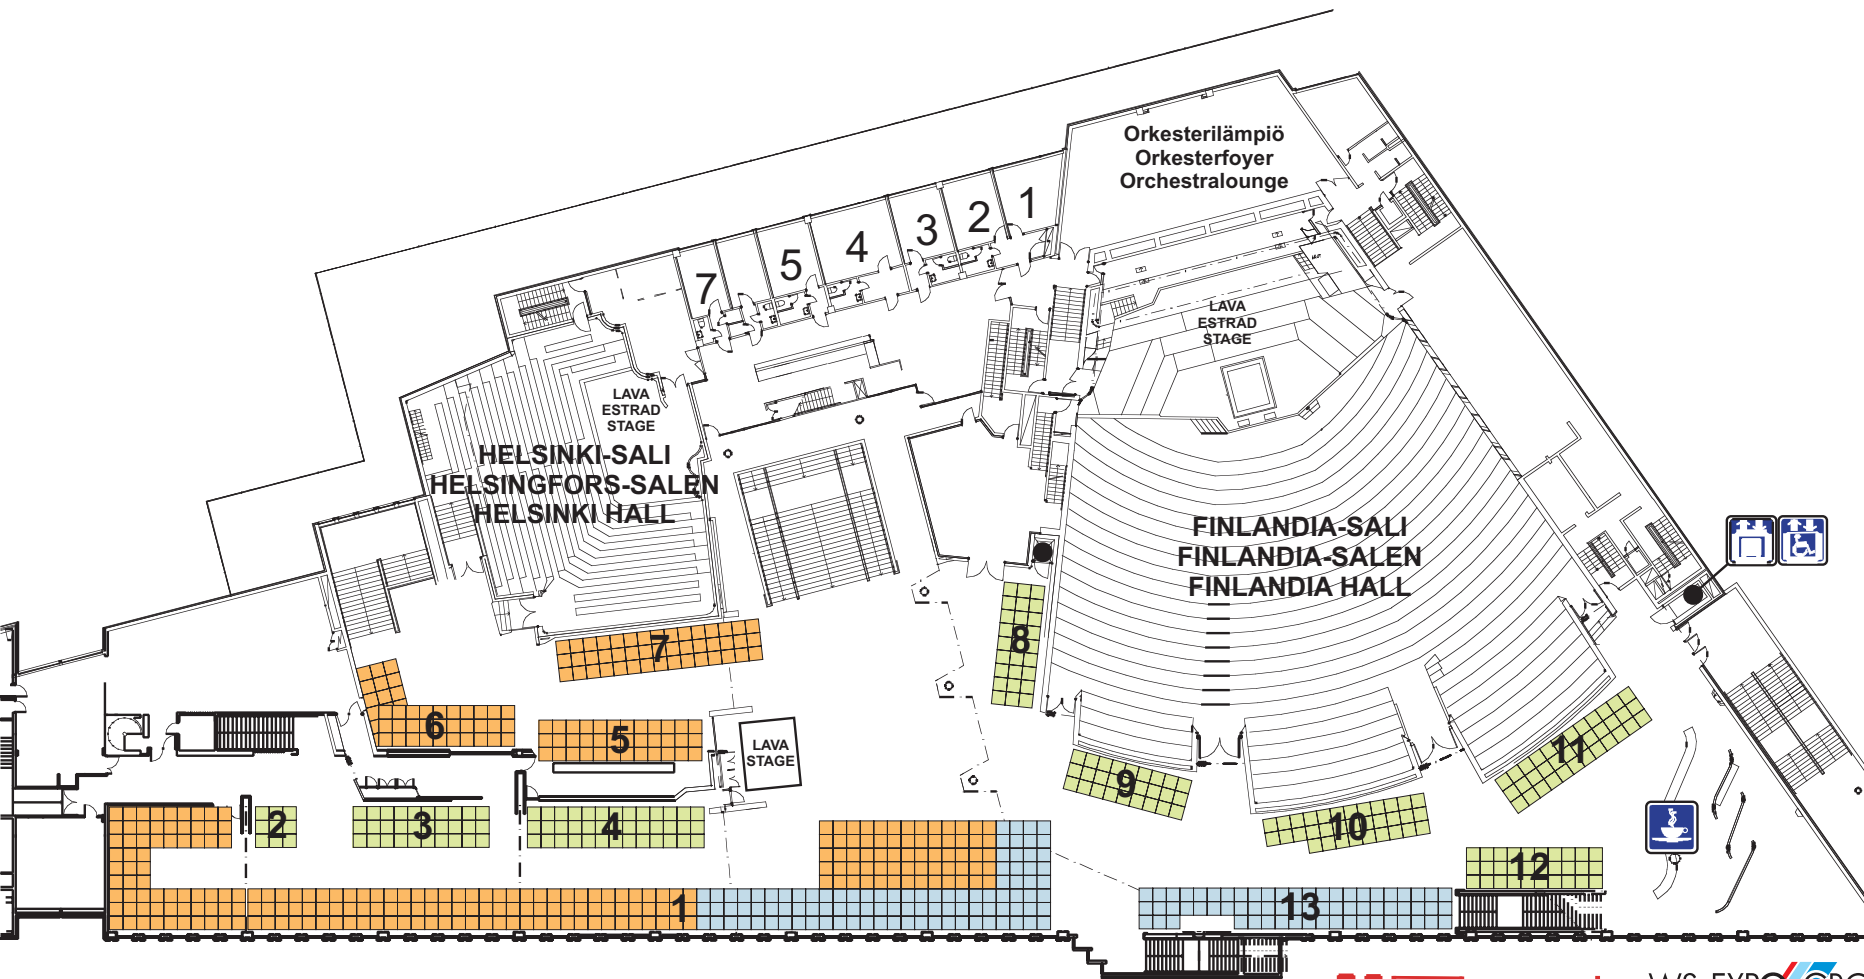 Orkesterilämpiö
Orkesterfoyer
Orchestralounge
1
2
3
4
5
7
LAVA
ESTRAD
STAGE
LAVA
ESTRAD
STAGE
HELSINKI-SALI
HELSINGFORS-SALEN
HELSINKI HALL
FINLANDIA-SALI
FINLANDIA-SALEN
FINLANDIA HALL
8
7
6
5
LAVA
STAGE
11
9
2
3
4
10
12
1
13